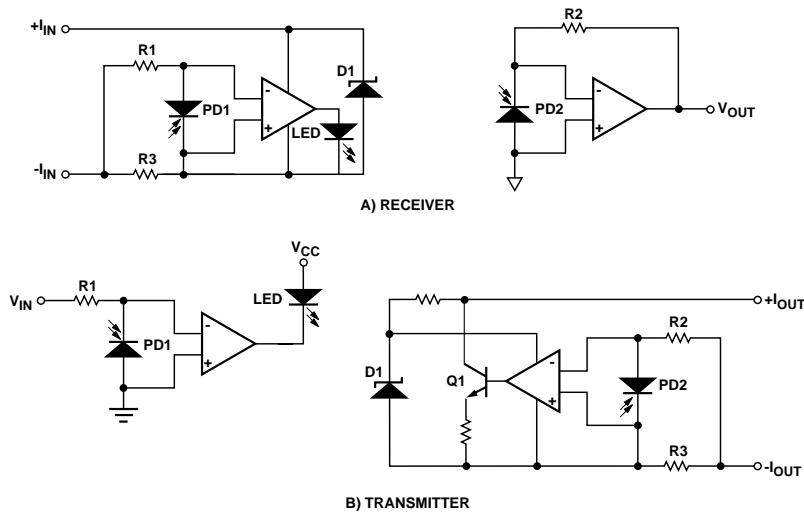 +IIN
R1
PD1
-
+
LED
D1
-IIN
R3
R2
PD2
-
+
VOUT
A) RECEIVER
VIN
R1
PD1
-
+
VCC
LED
D1
Q1
-
+
R2
PD2
R3
+IOUT
-IOUT
B) TRANSMITTER